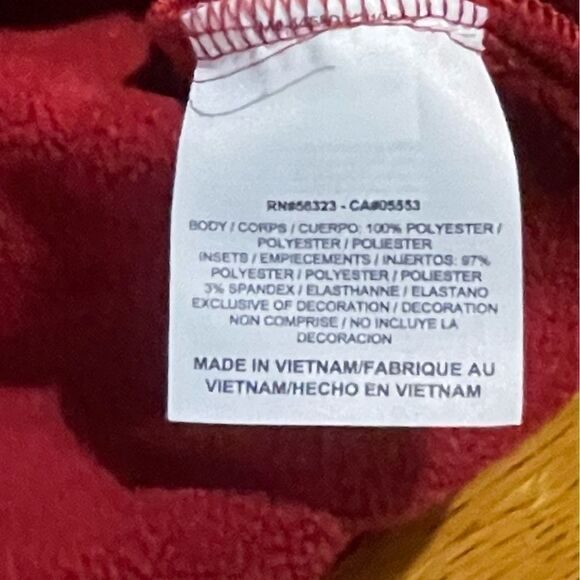 RN#56323 - CA#05553
BODY / CORPS / CUERPO: 100% POLYESTER /
POLYESTER / POLIESTER
INSETS / EMPIECEMENTS / INJERTOS: 97%
POLYESTER / POLYESTER / POLIESTER
3% SPANDEX / ELASTHANNE / ELASTANO
EXCLUSIVE OF DECORATION / DECORATION
NON COMPRISE / NO INCLUYE LA
DECORACION
MADE IN VIETNAM/FABRIQUE AU
VIETNAM/HECHO EN VIETNAM